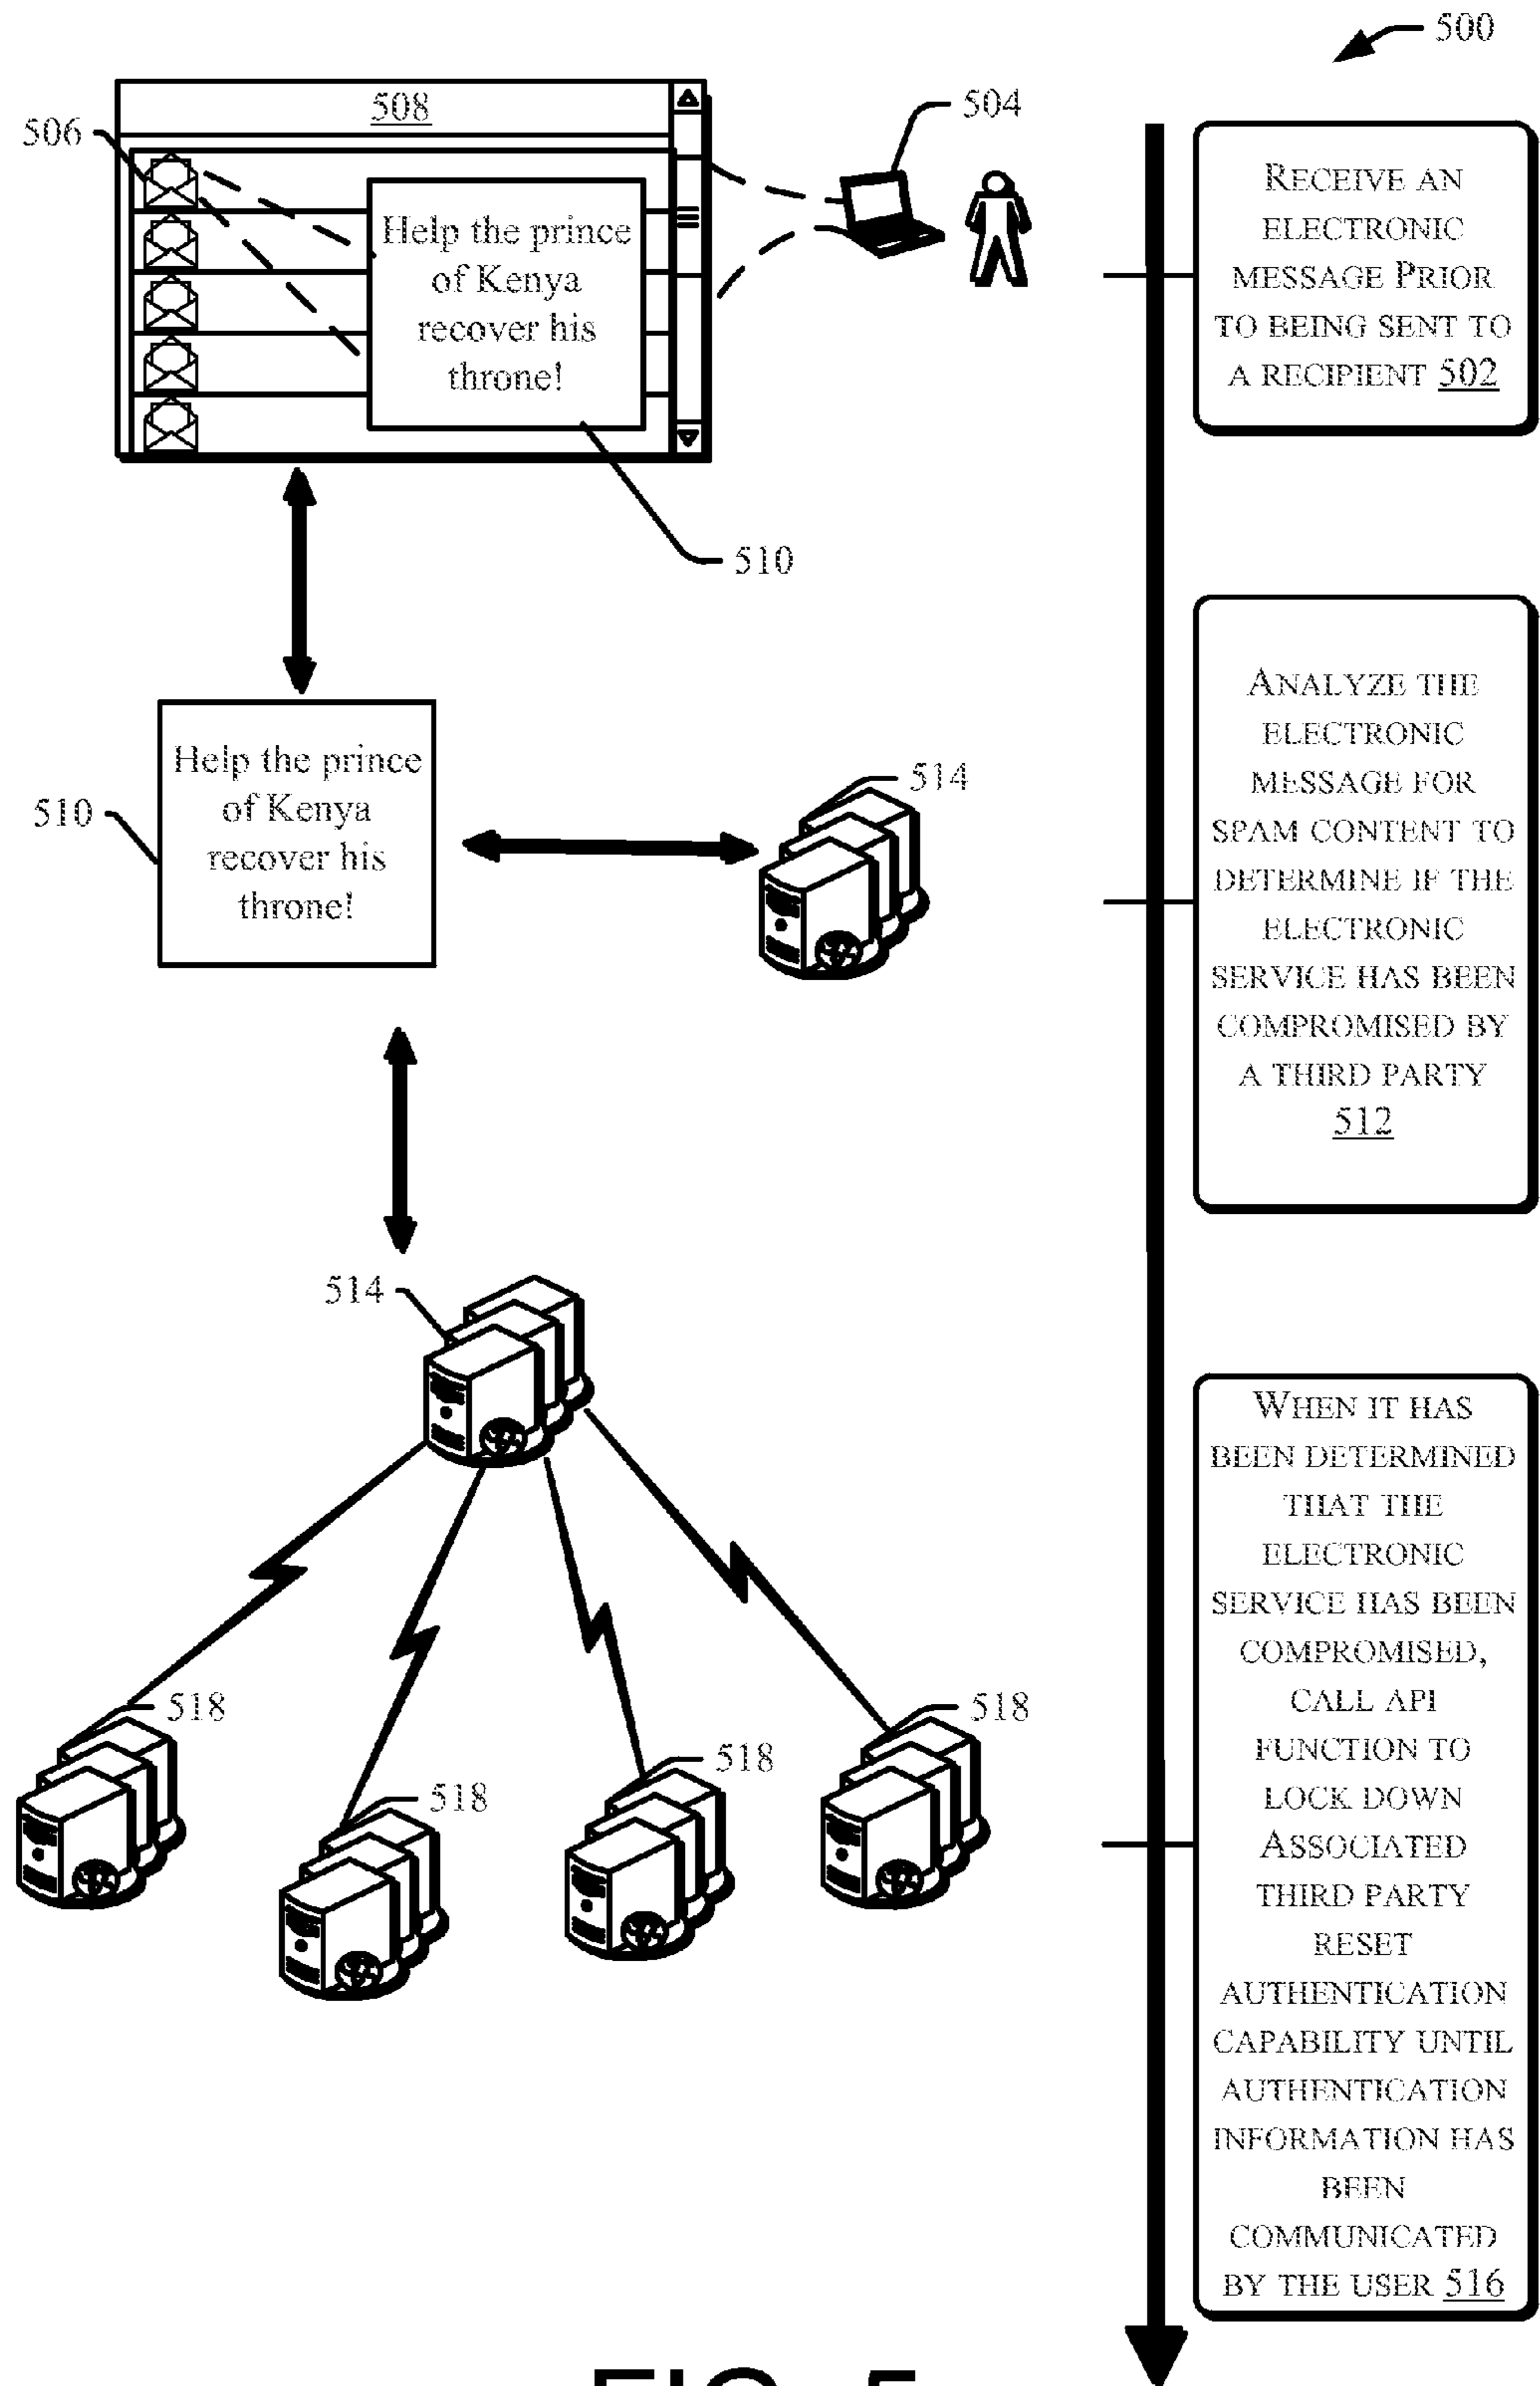 500
508
506
504
Help the prince
of Kenya
recover his
throne!
510
RECEIVE AN
ELECTRONIC
MESSAGE PRIOR
TO BEING SENT TO
A RECIPIENT 502
Help the prince
of Kenya
recover his
throne!
510
514
ANALYZE THE
ELECTRONIC
MESSAGE FOR
SPAM CONTENT TO
DETERMINE IF THE
ELECTRONIC
SERVICE HAS BEEN
COMPROMISED BY
A THIRD PARTY
512
514
518
518
518
518
WHEN IT HAS
BEEN DETERMINED
THAT THE
ELECTRONIC
SERVICE HAS BEEN
COMPROMISED,
CALL API
FUNCTION TO
LOCK DOWN
ASSOCIATED
THIRD PARTY
RESET
AUTHENTICATION
CAPABILITY UNTIL
AUTHENTICATION
INFORMATION HAS
BEEN
COMMUNICATED
BY THE USER 516
FIG. 5